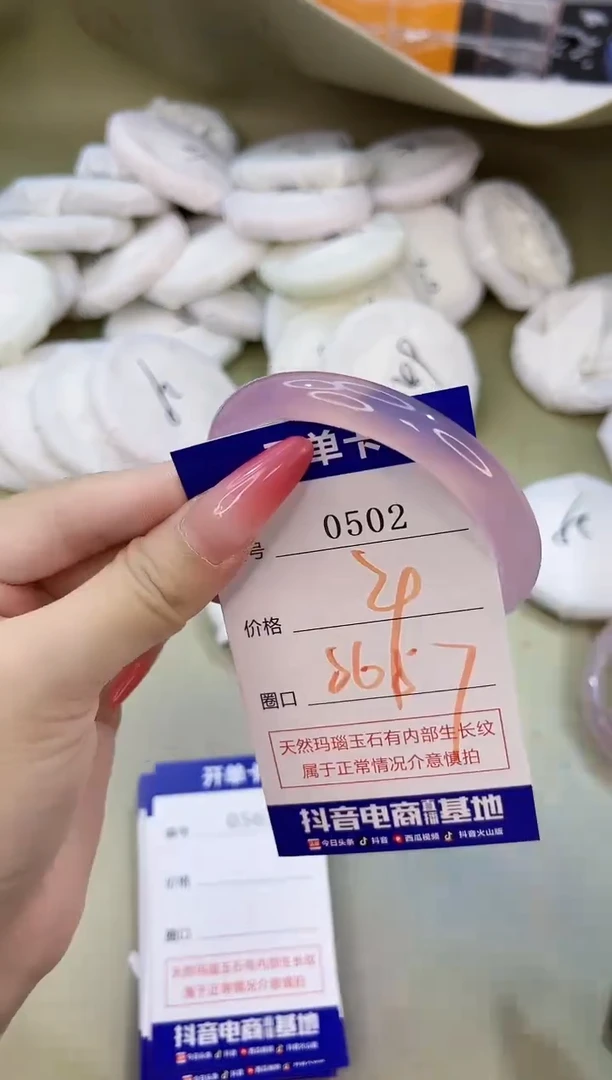 开单卡
号 0502
价格
圈口
天然玛瑙玉石有内部生长纹
属于正常情况介意慎拍
抖音电商直播基地
今日头条 抖音 西瓜视频 抖音火山版
开单卡
价格
圈口
天然玛瑙玉石有内部生长纹
属于正常情况介意慎拍
抖音电商直播基地